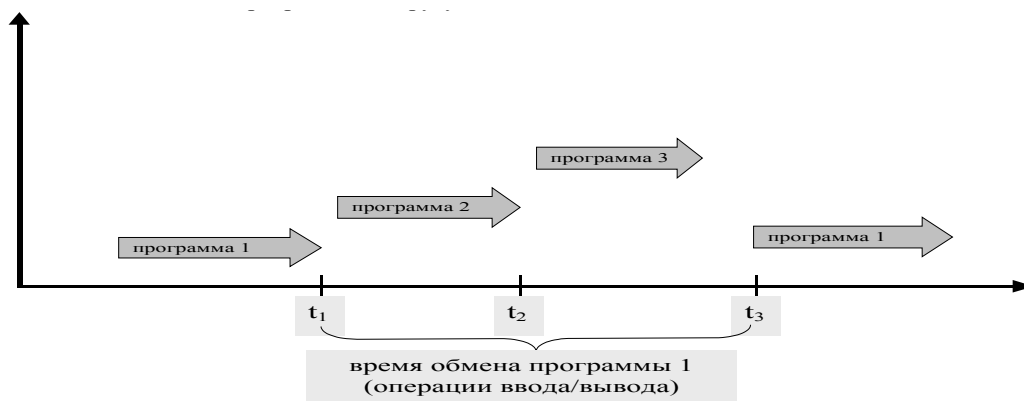 программа 3
программа 2
программа 1
программа 1
t₁
t₂
t₃
время обмена программы 1
(операции ввода/вывода)